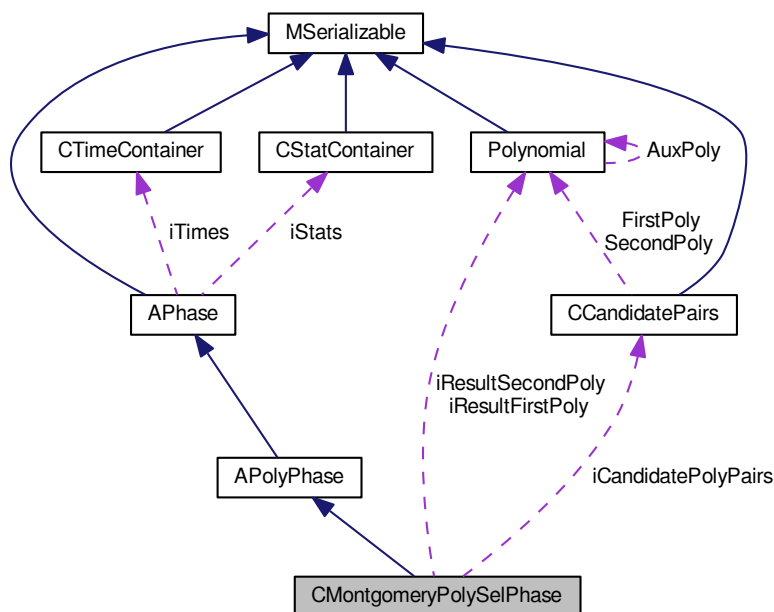 MSerializable
CTimeContainer
CStatContainer
Polynomial
AuxPoly
iTimes
iStats
FirstPoly
SecondPoly
APhase
CCandidatePairs
iResultSecondPoly
iResultFirstPoly
APolyPhase
iCandidatePolyPairs
CMontgomeryPolySelPhase